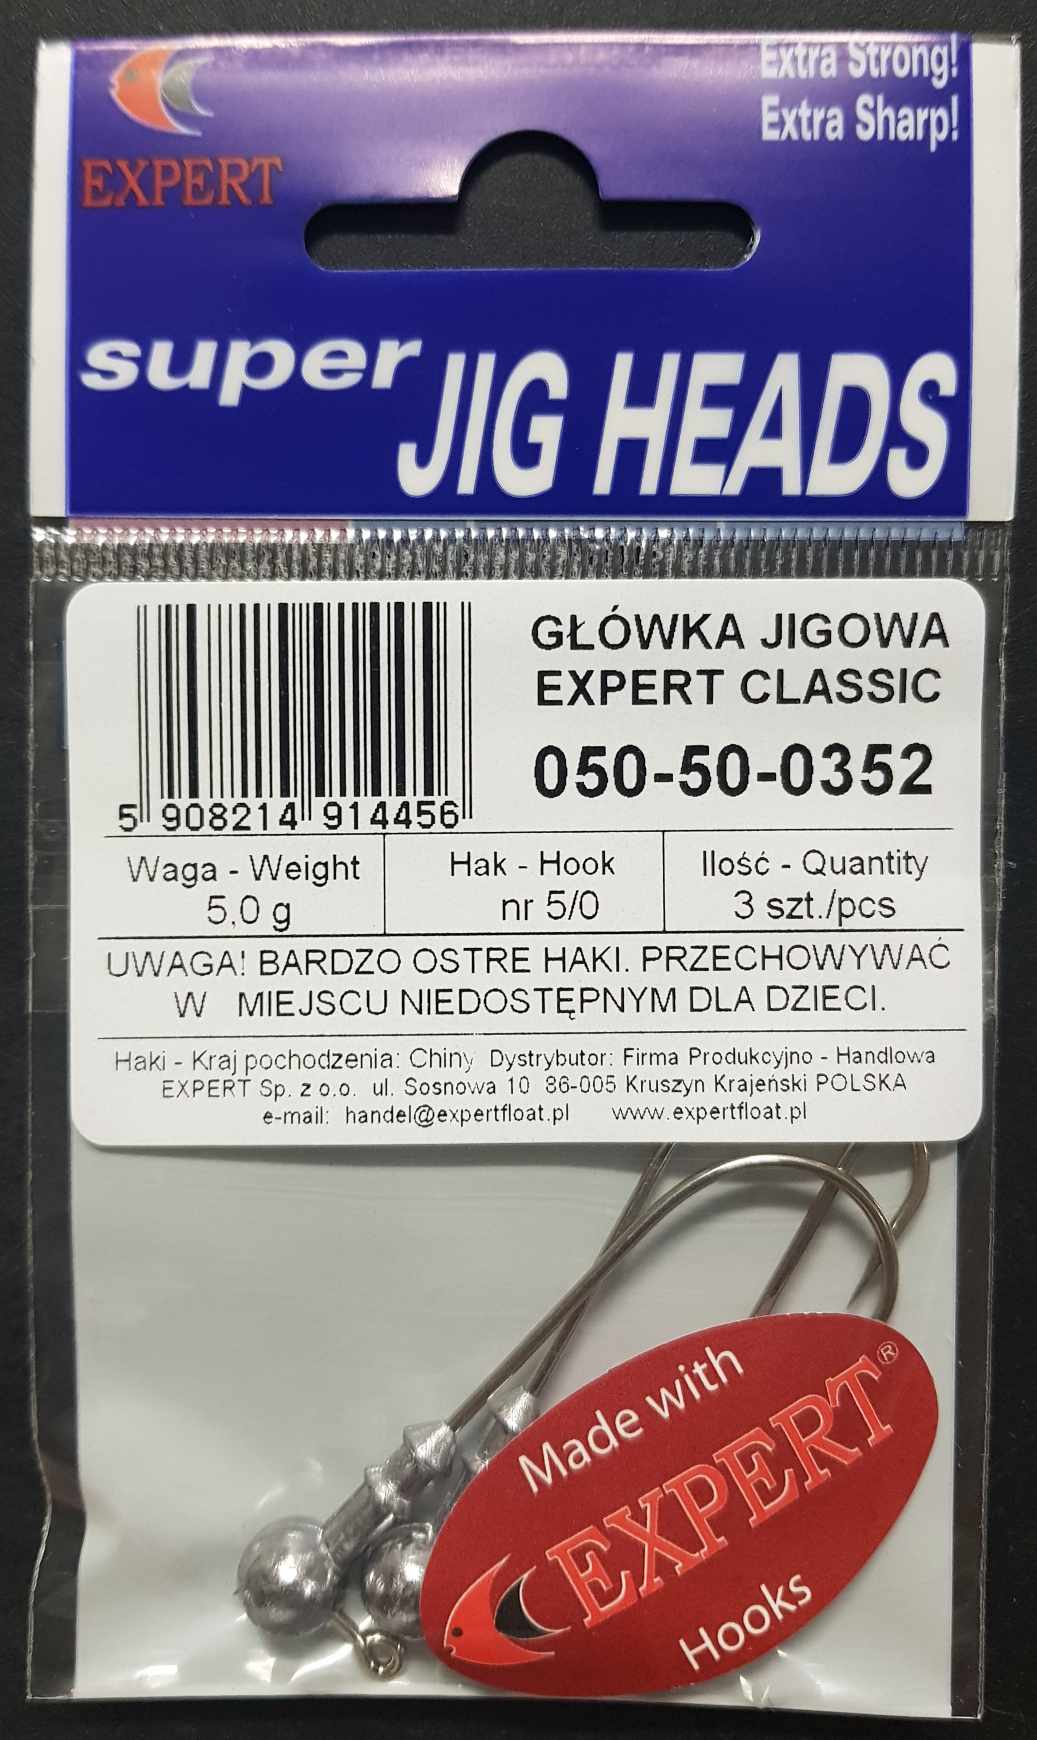 Extra Strong!
Extra Sharp!
EXPERT
super JIG HEADS
GŁÓWKA JIGOWA
EXPERT CLASSIC
050-50-0352
5 908214 914456
Waga - Weight
5,0 g
Hak - Hook
nr 5/0
Ilość - Quantity
3 szt./pcs
UWAGA! BARDZO OSTRE HAKI. PRZECHOWYWAĆ
W MIEJSCU NIEDOSTĘPNYM DLA DZIECI.
Haki - Kraj pochodzenia: Chiny Dystrybutor: Firma Produkcyjno - Handlowa
EXPERT Sp. z o.o. ul. Sosnowa 10 86-005 Kruszyn Krajeński POLSKA
e-mail: handel@expertfloat.pl www.expertfloat.pl
Made with
EXPERT®
Hooks